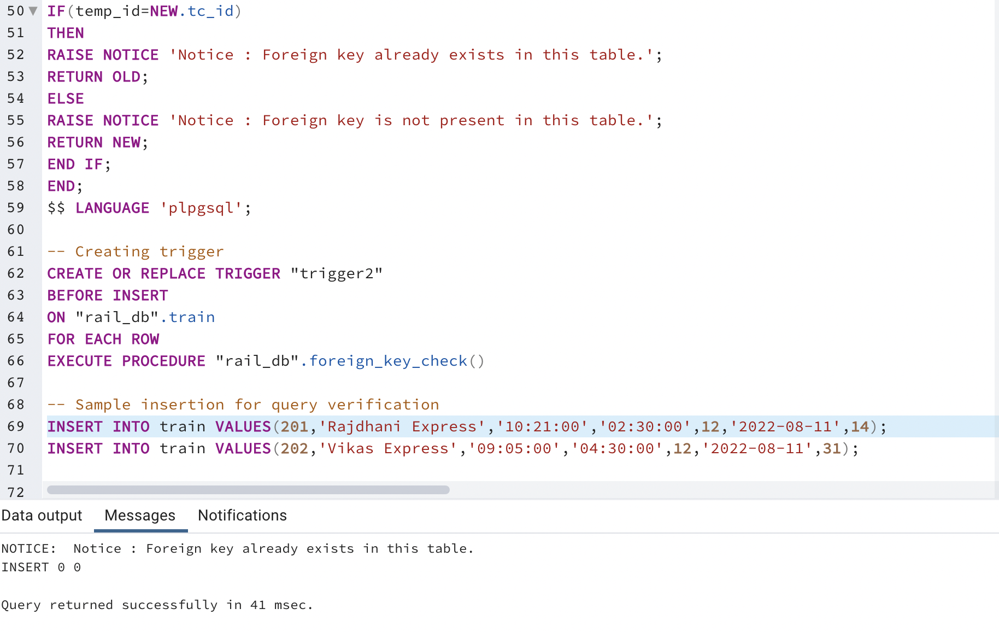 50 IF(temp_id=NEW.tc_id)
51 THEN
52 RAISE NOTICE 'Notice : Foreign key already exists in this table.';
53 RETURN OLD;
54 ELSE
55 RAISE NOTICE 'Notice : Foreign key is not present in this table.';
56 RETURN NEW;
57 END IF;
58 END;
59 $$ LANGUAGE 'plpgsql';
60
61 -- Creating trigger
62 CREATE OR REPLACE TRIGGER "trigger2"
63 BEFORE INSERT
64 ON "rail_db".train
65 FOR EACH ROW
66 EXECUTE PROCEDURE "rail_db".foreign_key_check()
67
68 -- Sample insertion for query verification
69 INSERT INTO train VALUES(201,'Rajdhani Express','10:21:00','02:30:00',12,'2022-08-11',14);
70 INSERT INTO train VALUES(202,'Vikas Express','09:05:00','04:30:00',12,'2022-08-11',31);
71
72
Data output Messages Notifications
NOTICE:  Notice : Foreign key already exists in this table.
INSERT 0 0
Query returned successfully in 41 msec.